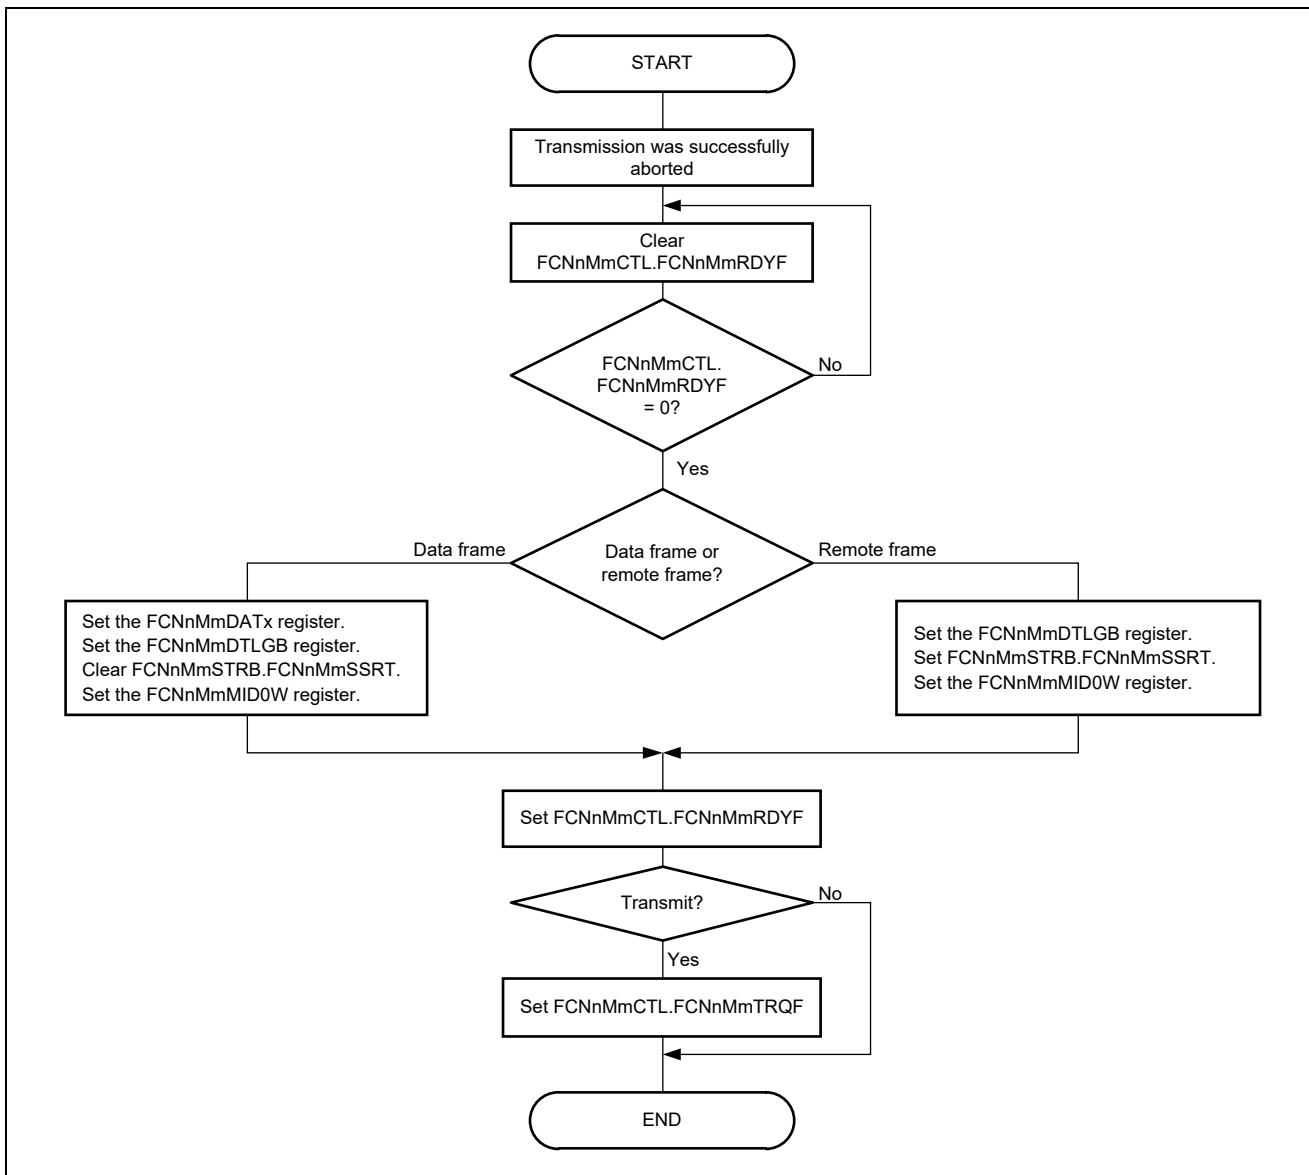 START
Transmission was successfully
aborted
Clear
FCNnMmCTL.FCNnMmRDYF
FCNnMmCTL.
FCNnMmRDYF
= 0?
No
Yes
Data frame
Data frame or
remote frame?
Remote frame
Set the FCNnMmDATx register.
Set the FCNnMmDTLGB register.
Clear FCNnMmSTRB.FCNnMmSSRT.
Set the FCNnMmMID0W register.
Set the FCNnMmDTLGB register.
Set FCNnMmSTRB.FCNnMmSSRT.
Set the FCNnMmMID0W register.
Set FCNnMmCTL.FCNnMmRDYF
Transmit?
No
Yes
Set FCNnMmCTL.FCNnMmTRQF
END